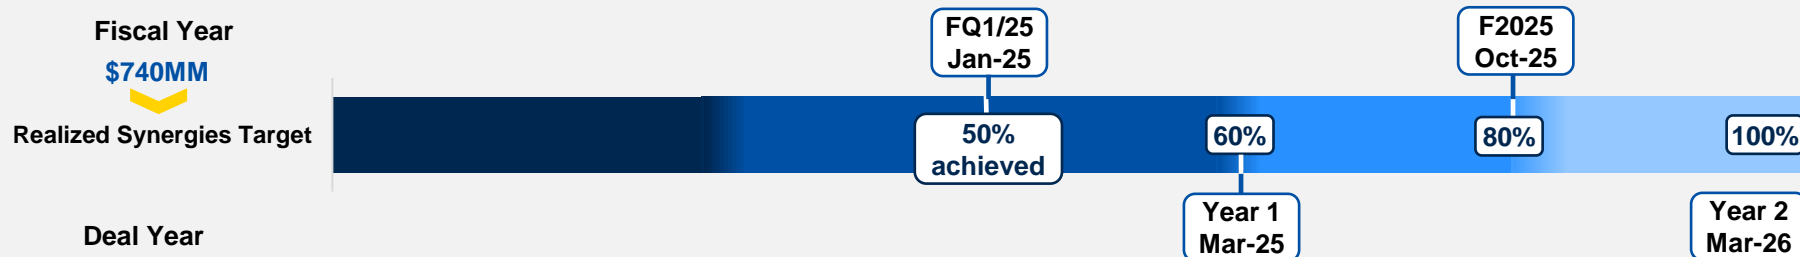 Fiscal Year
$740MM
Realized Synergies Target
Deal Year
FQ1/25
Jan-25
50%
achieved
60%
Year 1
Mar-25
F2025
Oct-25
80%
100%
Year 2
Mar-26